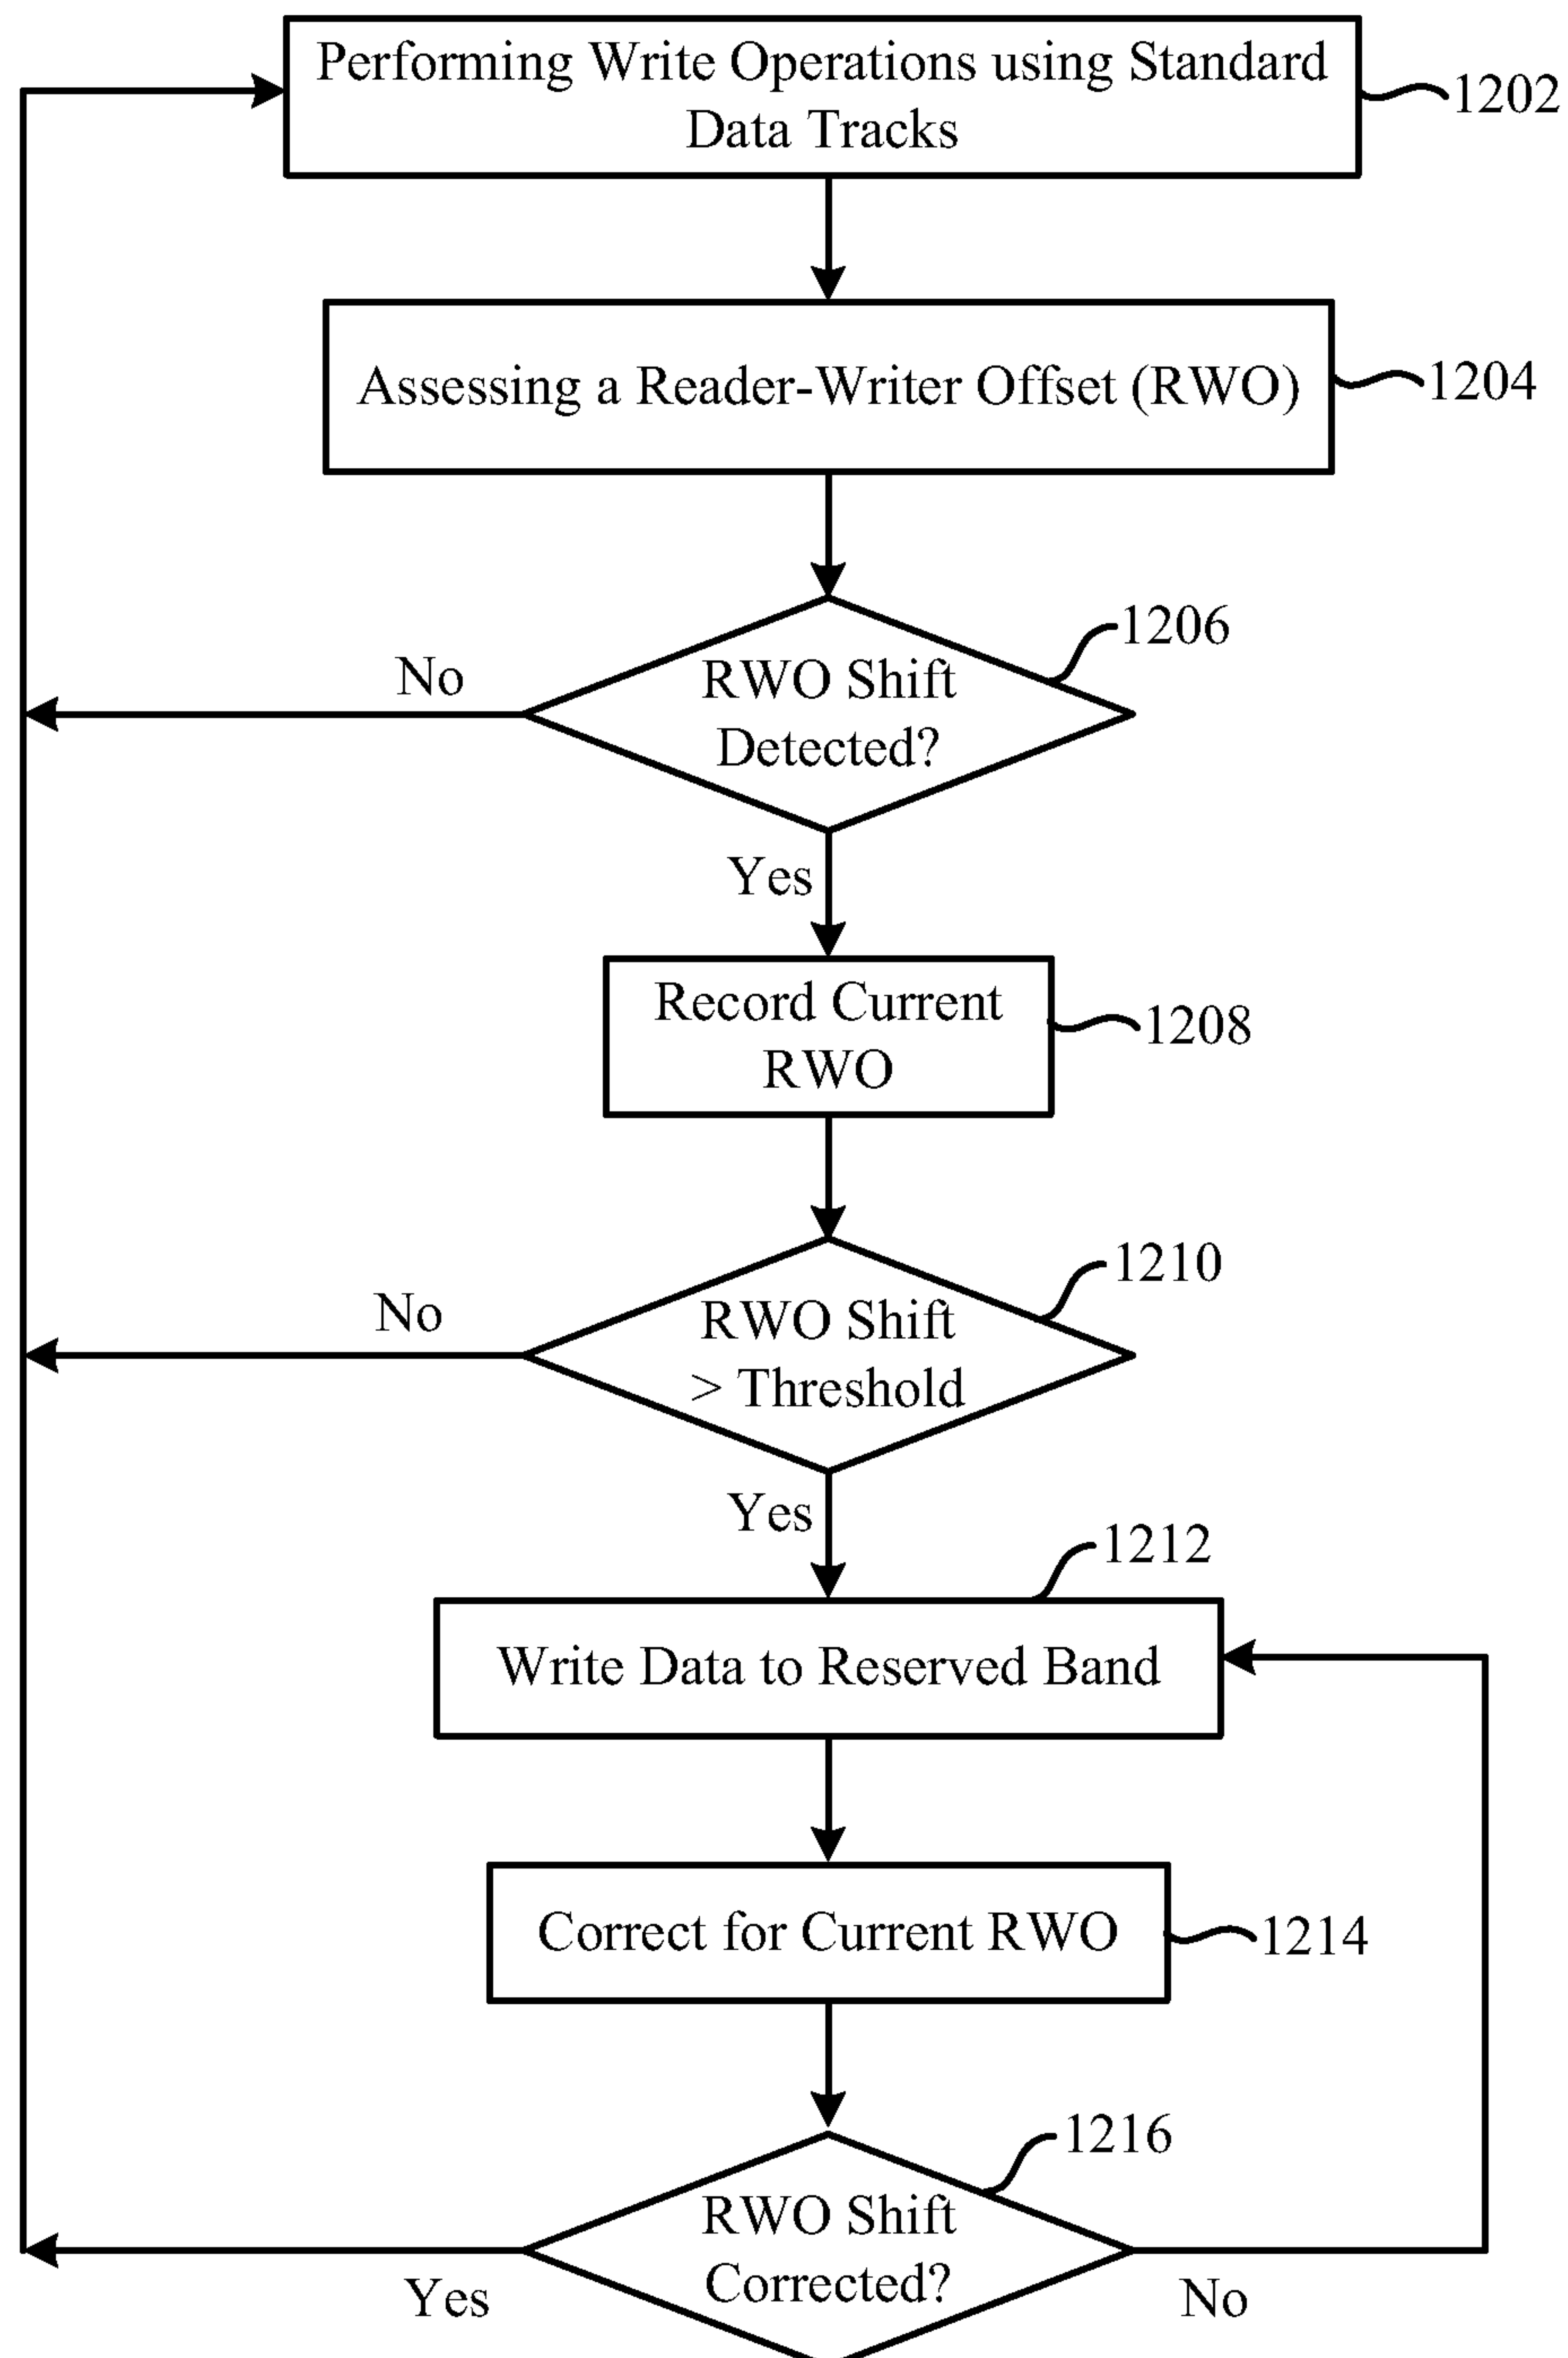 Performing Write Operations using Standard
Data Tracks
1202
Assessing a Reader-Writer Offset (RWO)
1204
1206
RWO Shift
Detected?
No
Yes
Record Current
RWO
1208
1210
RWO Shift
> Threshold
No
Yes
1212
Write Data to Reserved Band
Correct for Current RWO
1214
1216
RWO Shift
Corrected?
Yes
No